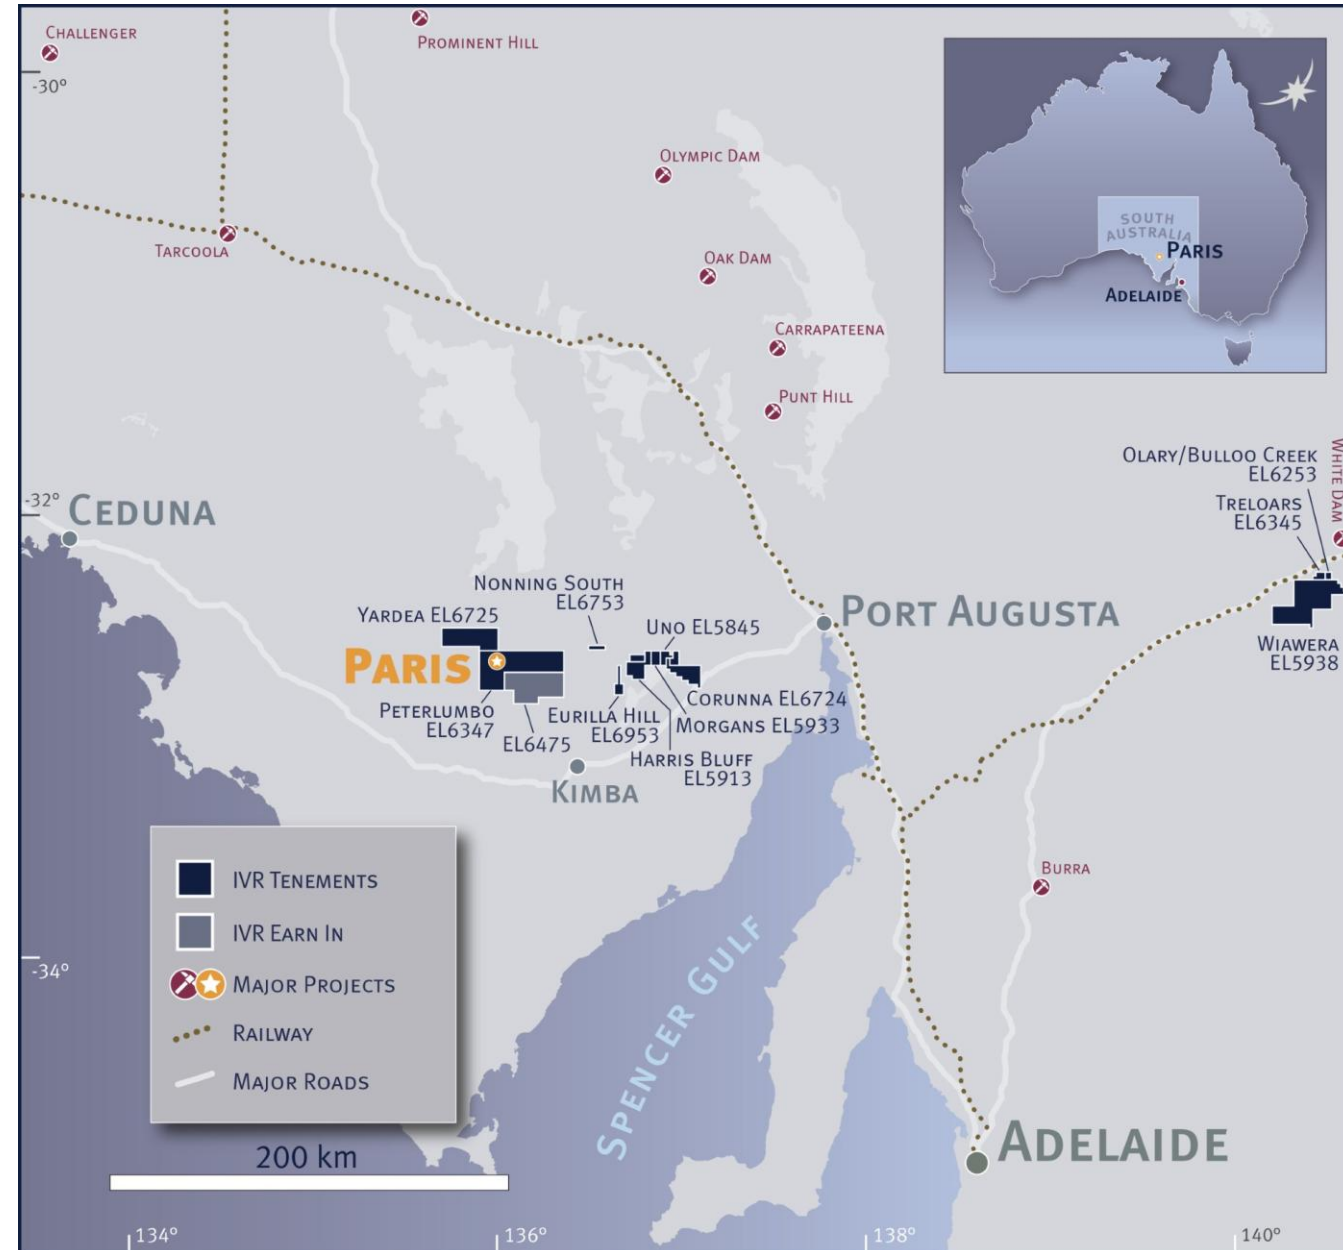 CHALLENGER
PROMINENT HILL
-30°
OLYMPIC DAM
SOUTH
AUSTRALIA
PARIS
ADELAIDE
TARCOOLA
OAK DAM
CARRAPATEENA
PUNT HILL
OLARY/BULLOO CREEK
EL6253
WHITE DAM
TRELOARS
EL6345
-32°
CEDUNA
NONNING SOUTH
EL6753
YARDEA EL6725
UNO EL5845
PORT AUGUSTA
WIAWERA
EL5938
PARIS
PETERLUMBO
EL6347
EL6475
EURILLA HILL
EL6953
CORUNNA EL6724
MORGANS EL5933
HARRIS BLUFF
EL5913
KIMBA
IVR TENEMENTS
IVR EARN IN
MAJOR PROJECTS
RAILWAY
MAJOR ROADS
BURRA
-34°
SPENCER GULF
200 km
ADELAIDE
134°
136°
138°
140°